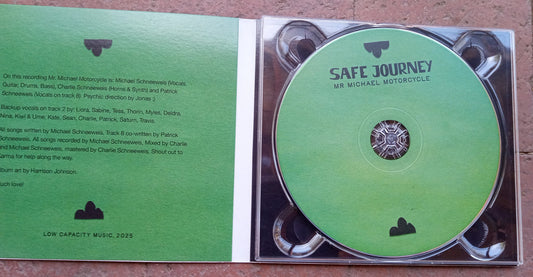 On this recording Mr. Michael Motorcycle is: Michael Schneeweis (Vocals
Guitar, Drums, Bass), Charlie Schneeweis (Horns & Synth) and Patrick
Schneeweis (Vocals on track 8). Psychic direction by Jonas :)
Backup vocals on track 2 by: Liora, Sabine, Tess, Thorin, Myles, Deidra,
Nina, Kiwi & Ume, Kate, Sean, Charlie, Patrick, Saturn, Travis.
All songs written by Michael Schneeweis. Track 8 co-written by Patrick
Schneeweis. All songs recorded by Michael Schneeweis, Mixed by Charlie
and Michael Schneeweis, mastered by Charlie Schneeweis. Shout out to
Karma for help along the way.
Album art by Harrison Johnson.
Much love!
LOW CAPACITY MUSIC, 2025
SAFE JOURNEY
MR MICHAEL MOTORCYCLE